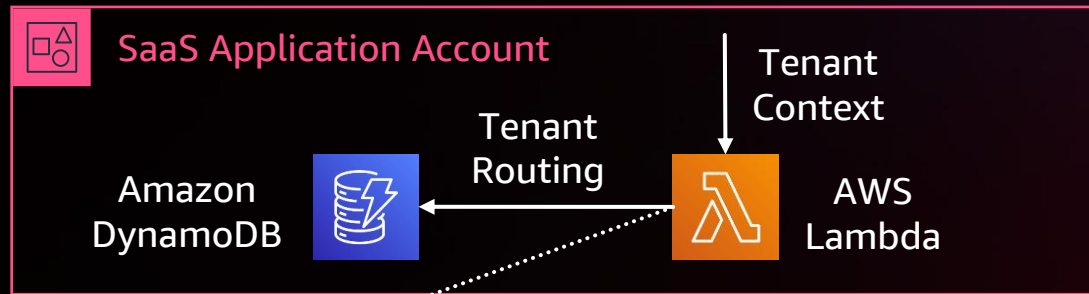 SaaS Application Account
Tenant
Context
Tenant
Routing
Amazon
DynamoDB
AWS
Lambda